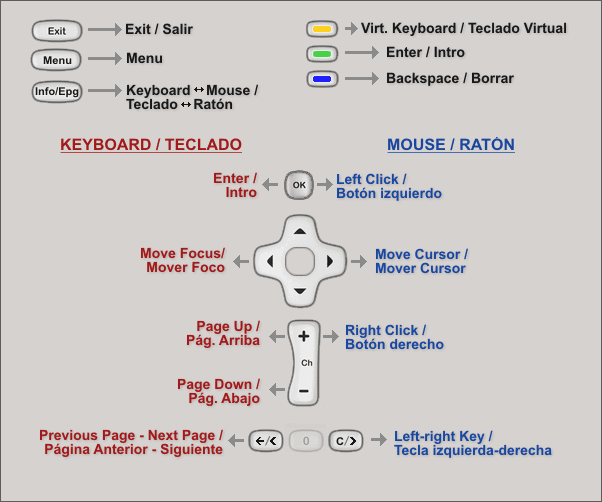 Exit Exit / Salir
Menu Menu
Info/Epg Keyboard ↔ Mouse /
Teclado ↔ Ratón
Virt. Keyboard / Teclado Virtual
Enter / Intro
Backspace / Borrar
KEYBOARD / TECLADO
MOUSE / RATÓN
Enter /
Intro
OK
Left Click /
Botón izquierdo
Move Focus/
Mover Foco
Move Cursor /
Mover Cursor
Page Up /
Pág. Arriba
+
Ch
-
Right Click /
Botón derecho
Page Down /
Pág. Abajo
Previous Page - Next Page /
Página Anterior - Siguiente
←/<
0
C/>
Left-right Key /
Tecla izquierda-derecha